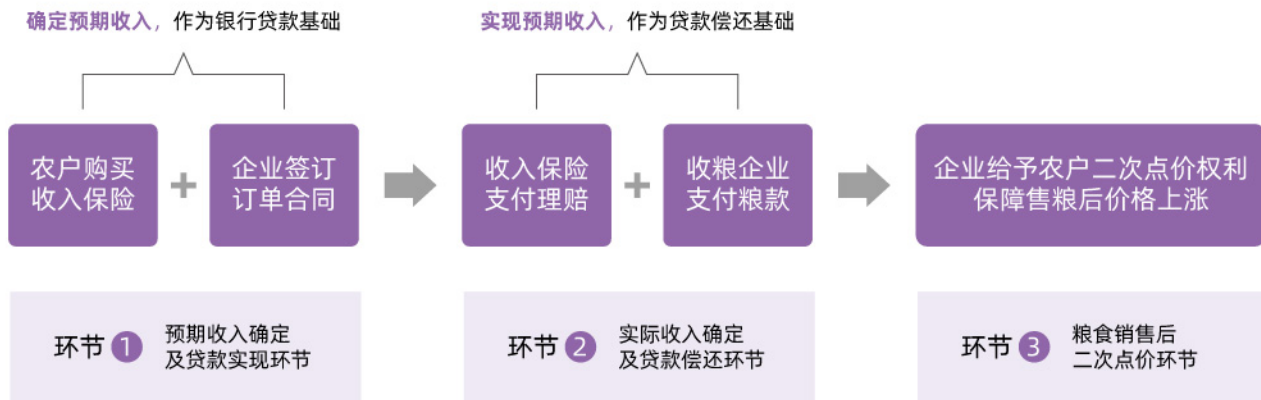 确定预期收入，作为银行贷款基础
实现预期收入，作为贷款偿还基础
农户购买
收入保险
+
企业签订
订单合同
收入保险
支付理赔
+
收粮企业
支付粮款
企业给予农户二次点价权利
保障售粮后价格上涨
环节 1
预期收入确定
及贷款实现环节
环节 2
实际收入确定
及贷款偿还环节
环节 3
粮食销售后
二次点价环节